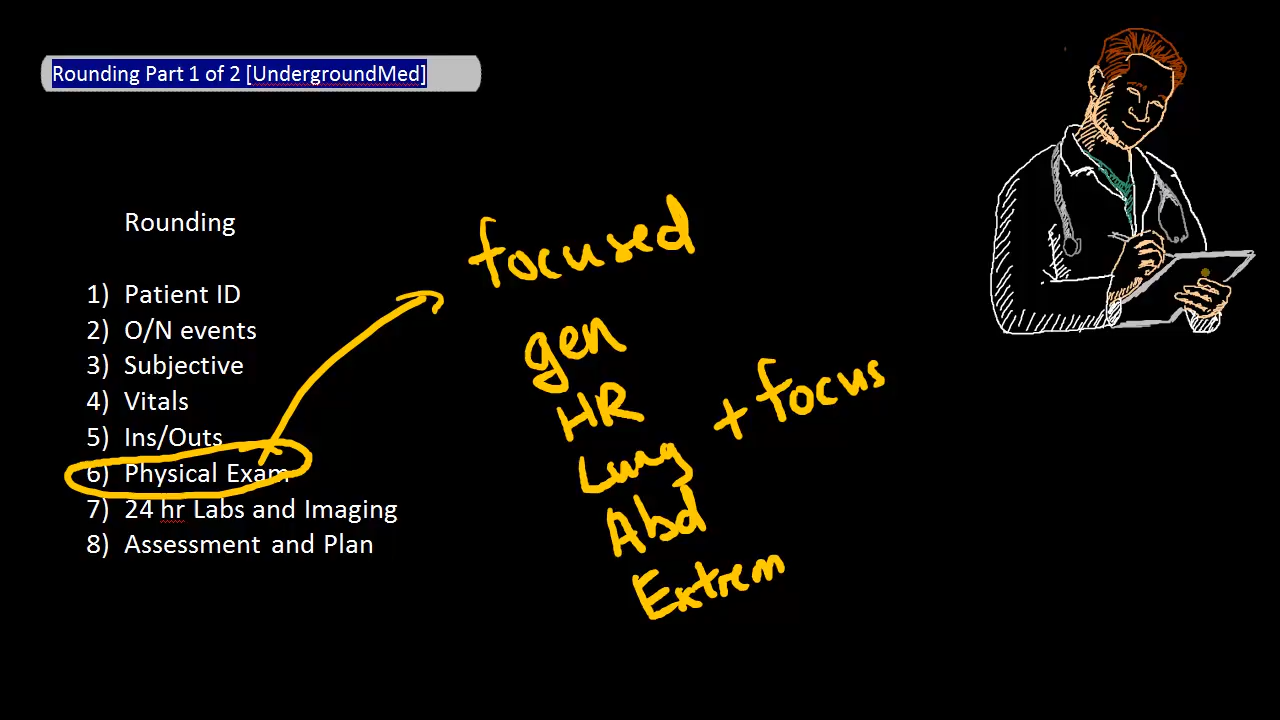 Rounding Part 1 of 2 [UndergroundMed]
Rounding
1) Patient ID
2) O/N events
3) Subjective
4) Vitals
5) Ins/Outs
6) Physical Exam
7) 24 hr Labs and Imaging
8) Assessment and Plan
focused
gen
HR
Lung
Abd
Extrem
+ focus